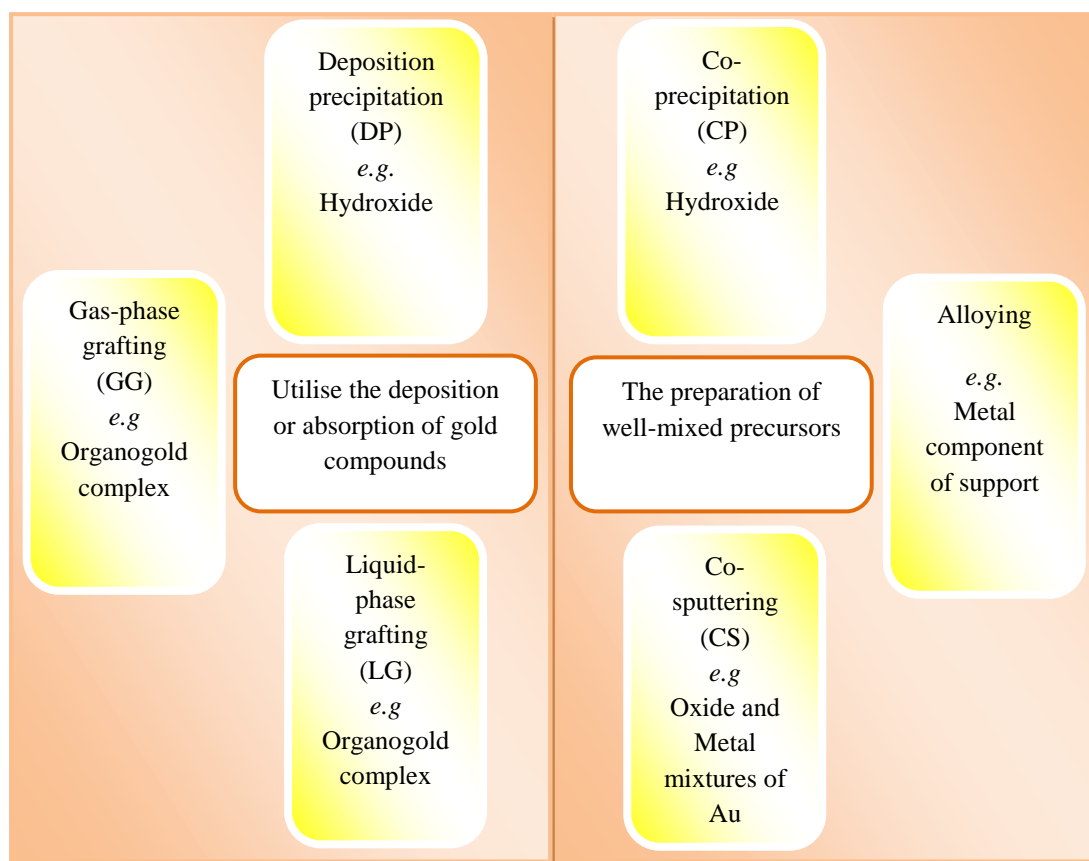 Deposition
precipitation
(DP)
e.g.
Hydroxide
Gas-phase
grafting
(GG)
e.g
Organogold
complex
Utilise the deposition
or absorption of gold
compounds
Liquid-
phase
grafting
(LG)
e.g
Organogold
complex
Co-
precipitation
(CP)
e.g
Hydroxide
The preparation of
well-mixed precursors
Alloying
e.g.
Metal
component
of support
Co-
sputtering
(CS)
e.g
Oxide and
Metal
mixtures of
Au